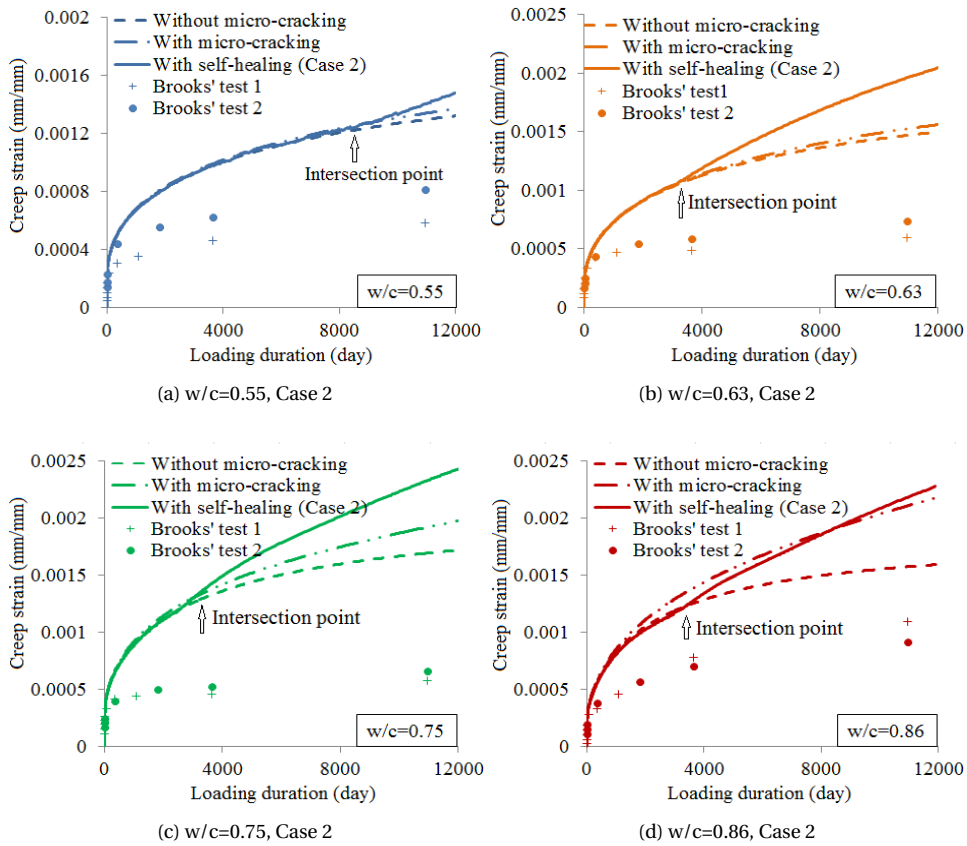 0.002
0.0016
0.0012
0.0008
0.0004
0
Creep strain (mm/mm)
Without micro-cracking
With micro-cracking
With self-healing (Case 2)
Brooks' test 1
Brooks' test 2
Intersection point
w/c=0.55
0 4000 8000 12000
Loading duration (day)
(a) w/c=0.55, Case 2
0.0025
0.002
0.0015
0.001
0.0005
0
Creep strain (mm/mm)
Without micro-cracking
With micro-cracking
With self-healing (Case 2)
Brooks' test1
Brooks' test 2
Intersection point
w/c=0.63
0 4000 8000 12000
Loading duration (day)
(b) w/c=0.63, Case 2
0.0025
0.002
0.0015
0.001
0.0005
0
Creep strain (mm/mm)
Without micro-cracking
With micro-cracking
With self-healing (Case 2)
Brooks' test 1
Brooks' test 2
Intersection point
w/c=0.75
0 4000 8000 12000
Loading duration (day)
(c) w/c=0.75, Case 2
0.0025
0.002
0.0015
0.001
0.0005
0
Creep strain (mm/mm)
Without micro-cracking
With micro-cracking
With self-healing (Case 2)
Brooks' test 1
Brooks' test 2
Intersection point
w/c=0.86
0 4000 8000 12000
Loading duration (day)
(d) w/c=0.86, Case 2